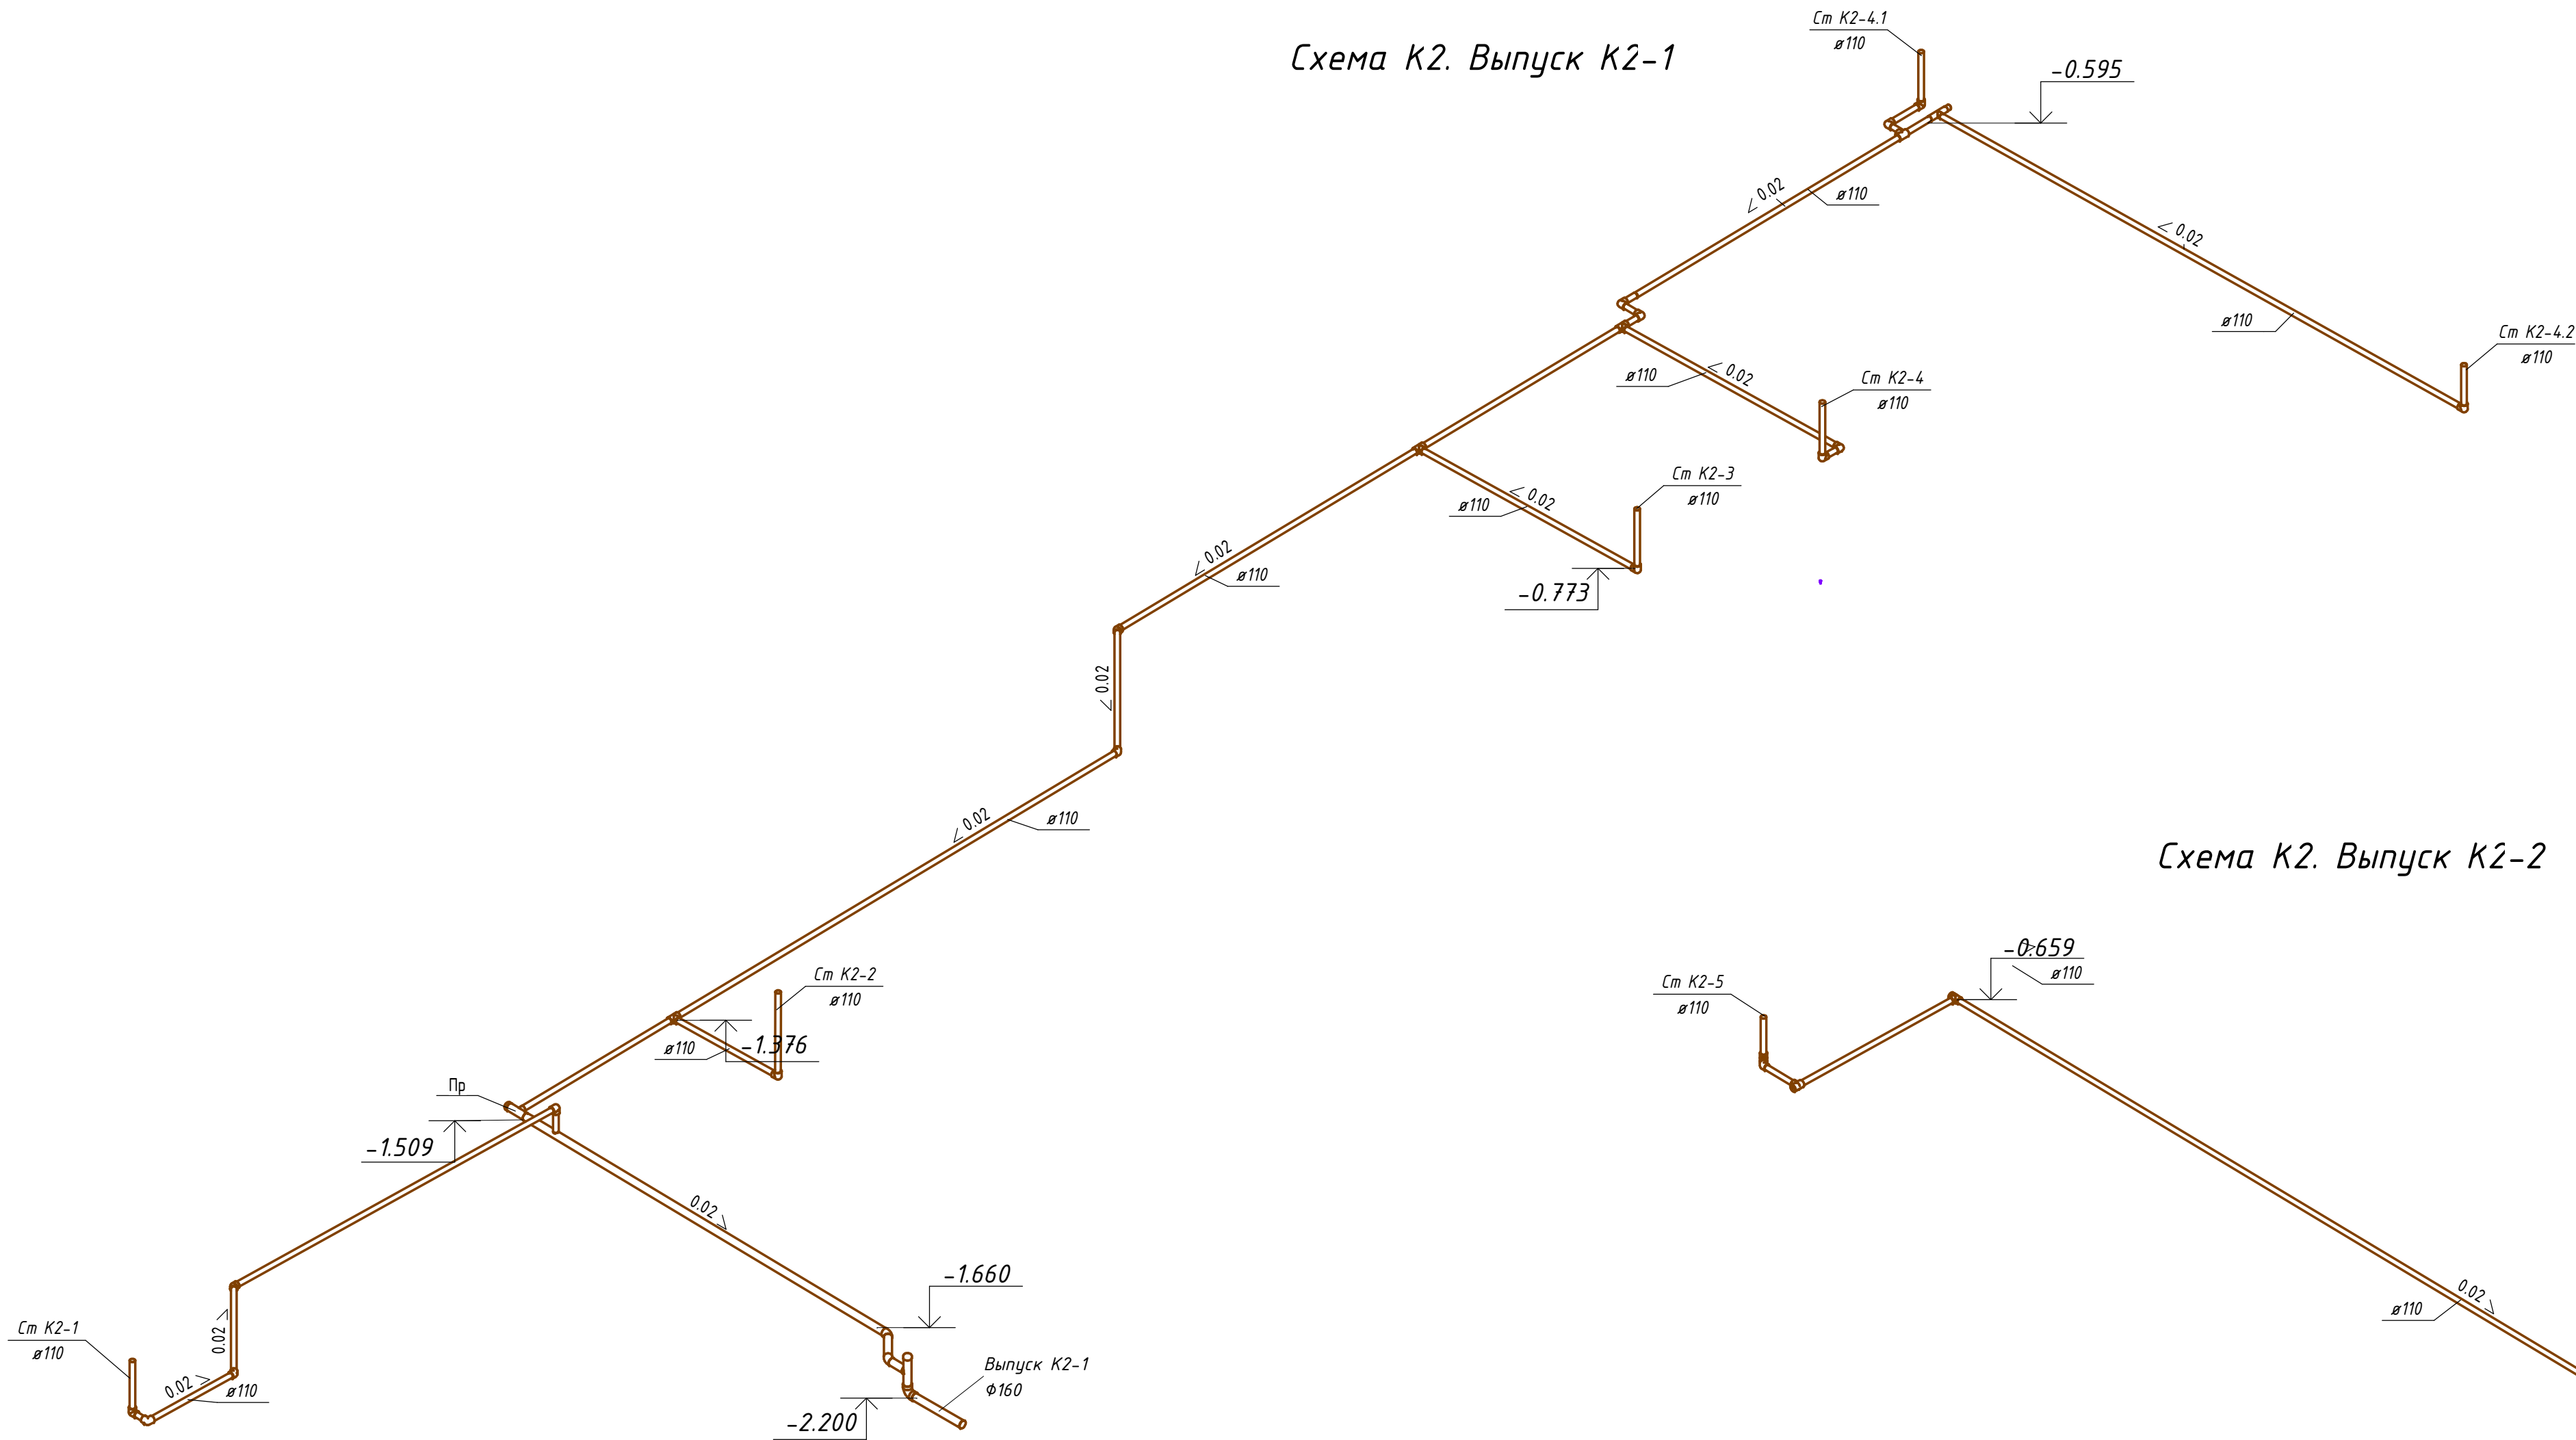 Схема К2. Выпуск К2-1
Ст К2-4.1
ø110
-0.595
< 0.02
ø110
< 0.02
ø110
Ст К2-4.2
ø110
ø110
< 0.02
Ст К2-4
ø110
Ст К2-3
ø110
ø110
< 0.02
-0.773
< 0.02
ø110
< 0.02
< 0.02
ø110
Ст К2-2
ø110
ø110
-1.376
Пр
-1.509
0.02 >
-1.660
Ст К2-1
ø110
0.02 >
0.02 >
ø110
Выпуск К2-1
Ф160
-2.200
Схема К2. Выпуск К2-2
-0.659
ø110
Ст К2-5
ø110
0.02 >
ø110